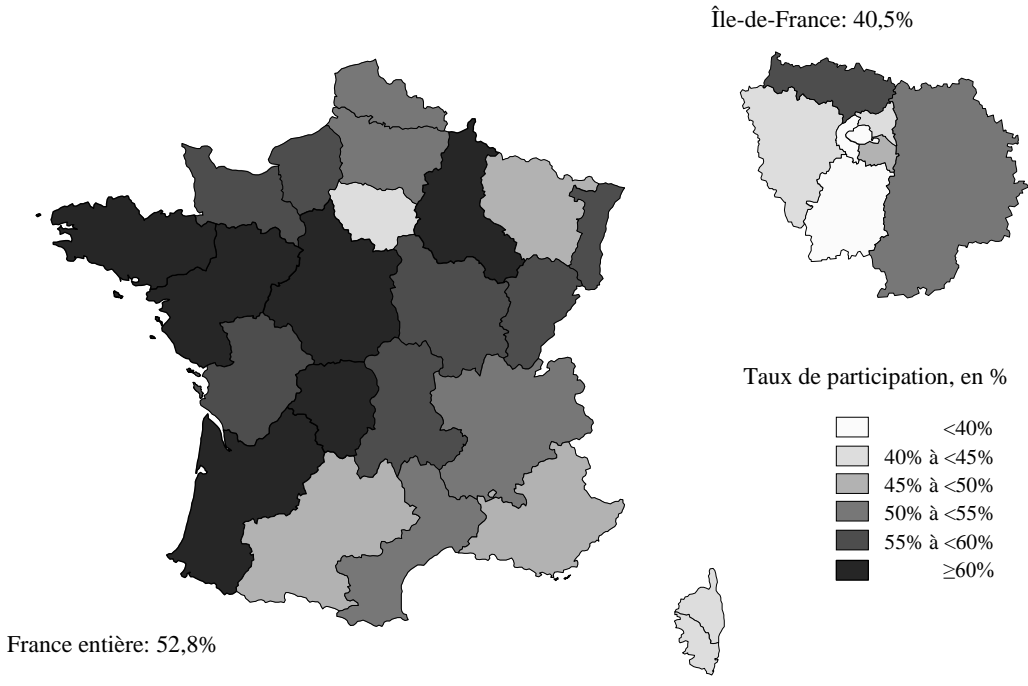 Île-de-France: 40,5%
Taux de participation, en %
<40%
40% à <45%
45% à <50%
50% à <55%
55% à <60%
≥60%
France entière: 52,8%